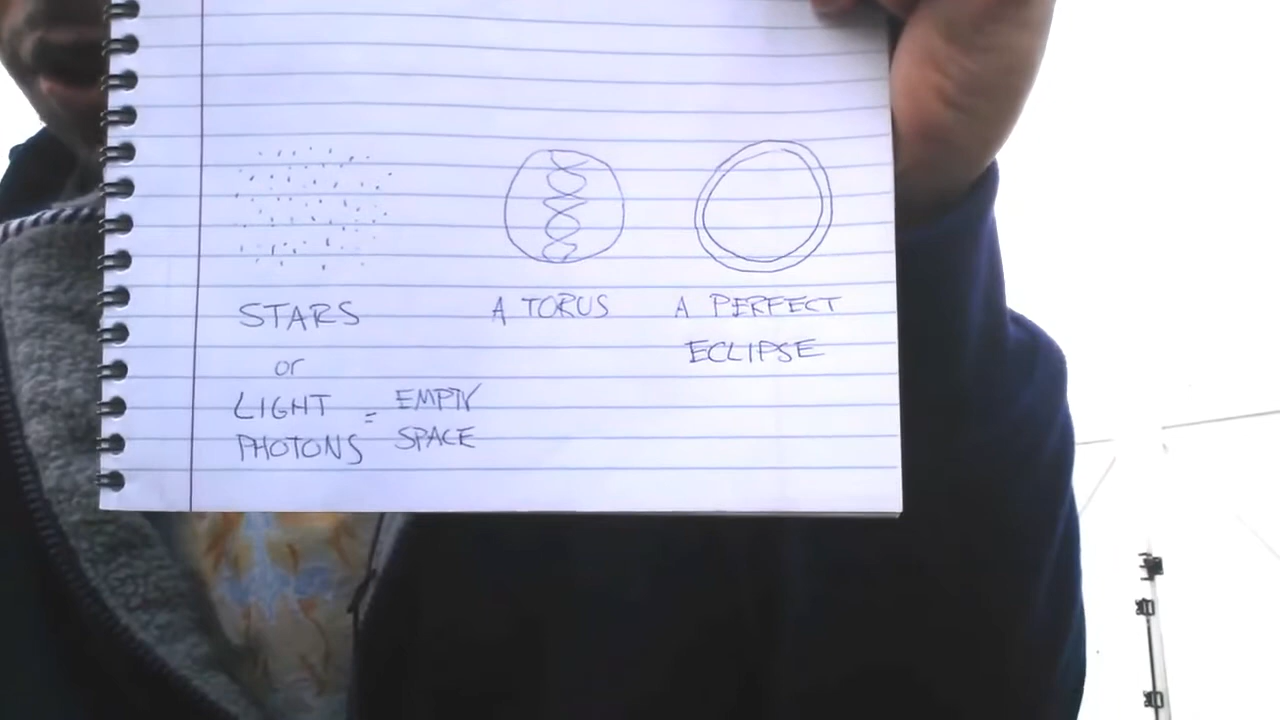 STARS
or
LIGHT
PHOTONS = EMPTY
SPACE
A TORUS
A PERFECT
ECLIPSE